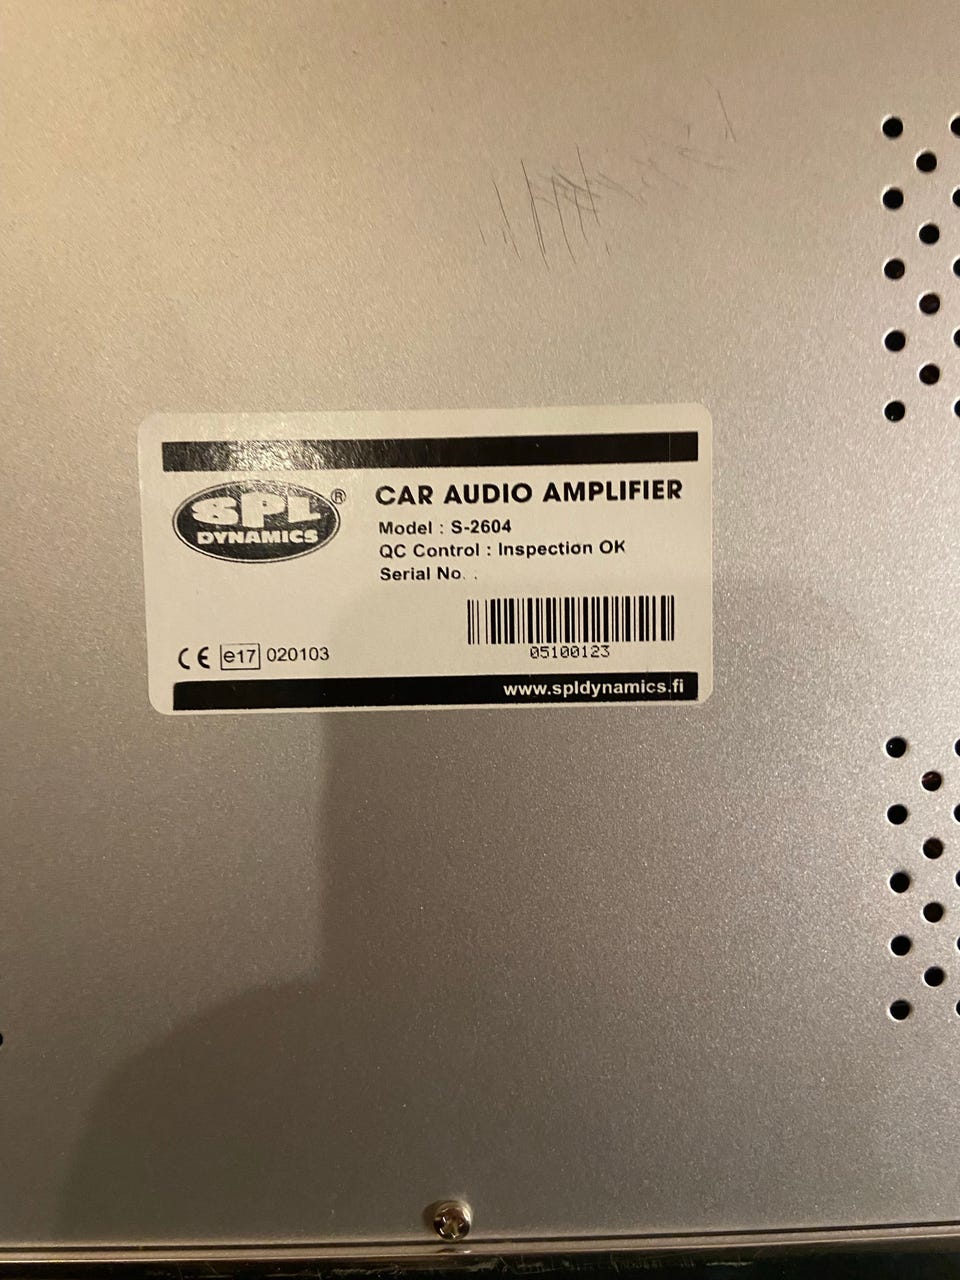 SPL®
DYNAMICS
CAR AUDIO AMPLIFIER
Model : S-2604
QC Control : Inspection OK
Serial No. :
05100123
CE e17 020103
www.spldynamics.fi